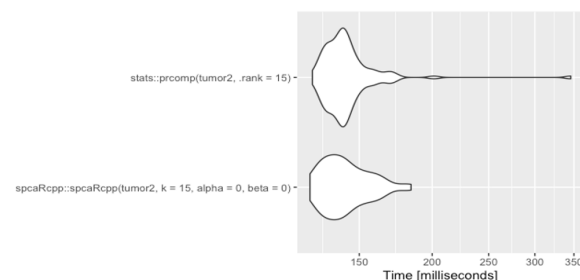 stats::prcomp(tumor2, .rank = 15)
spcaRcpp::spcaRcpp(tumor2, k = 15, alpha = 0, beta = 0)
150 200 250 300 350
Time [milliseconds]